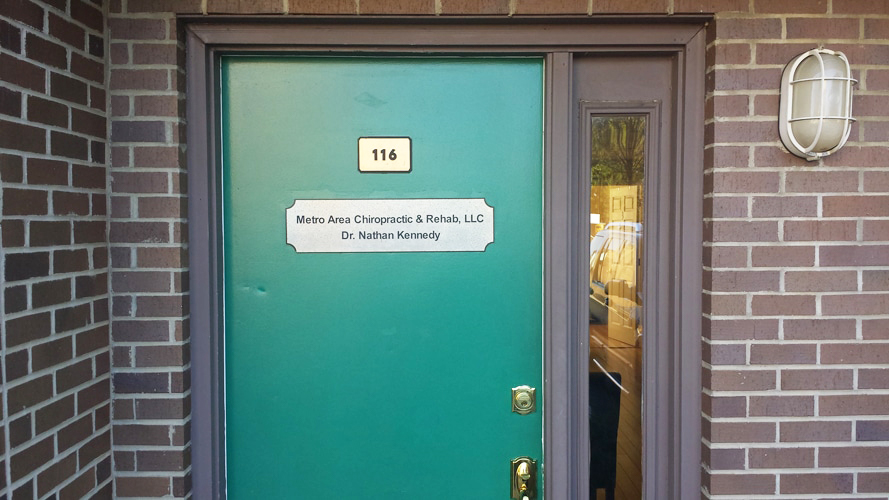 116
Metro Area Chiropractic & Rehab, LLC
Dr. Nathan Kennedy